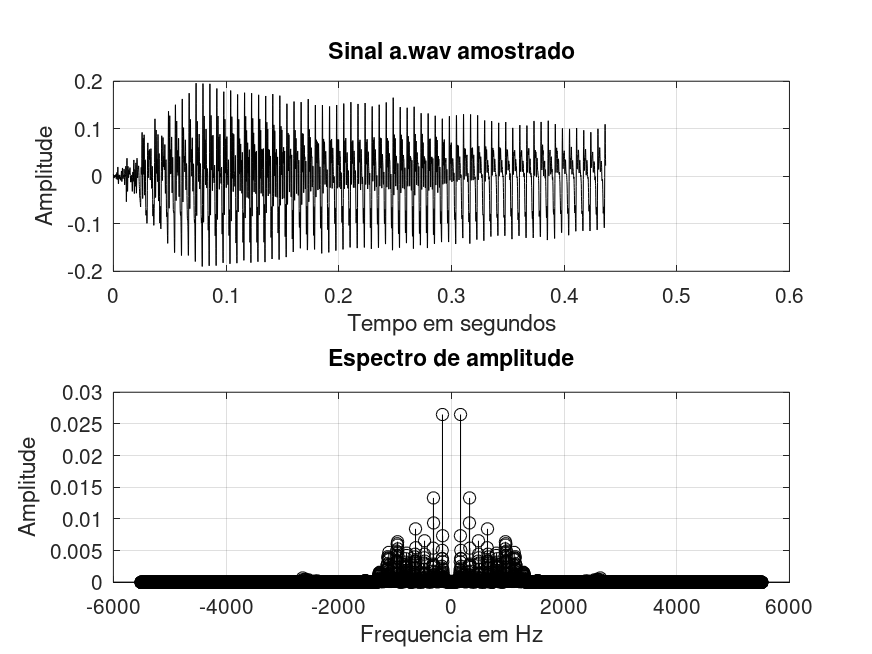 Sinal a.wav amostrado
0.2
0.1
0
-0.1
-0.2
Amplitude
0 0.1 0.2 0.3 0.4 0.5 0.6
Tempo em segundos
Espectro de amplitude
0.03
0.025
0.02
0.015
0.01
0.005
0
Amplitude
-6000 -4000 -2000 0 2000 4000 6000
Frequencia em Hz